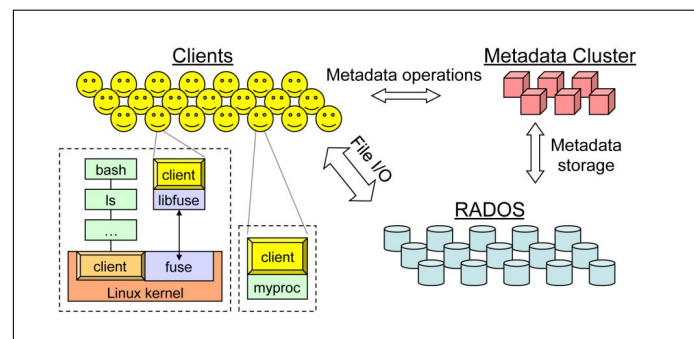 Clients
Metadata Cluster
Metadata operations
File I/O
Metadata
storage
RADOS
bash
ls
…
client
libfuse
client
fuse
Linux kernel
client
myproc